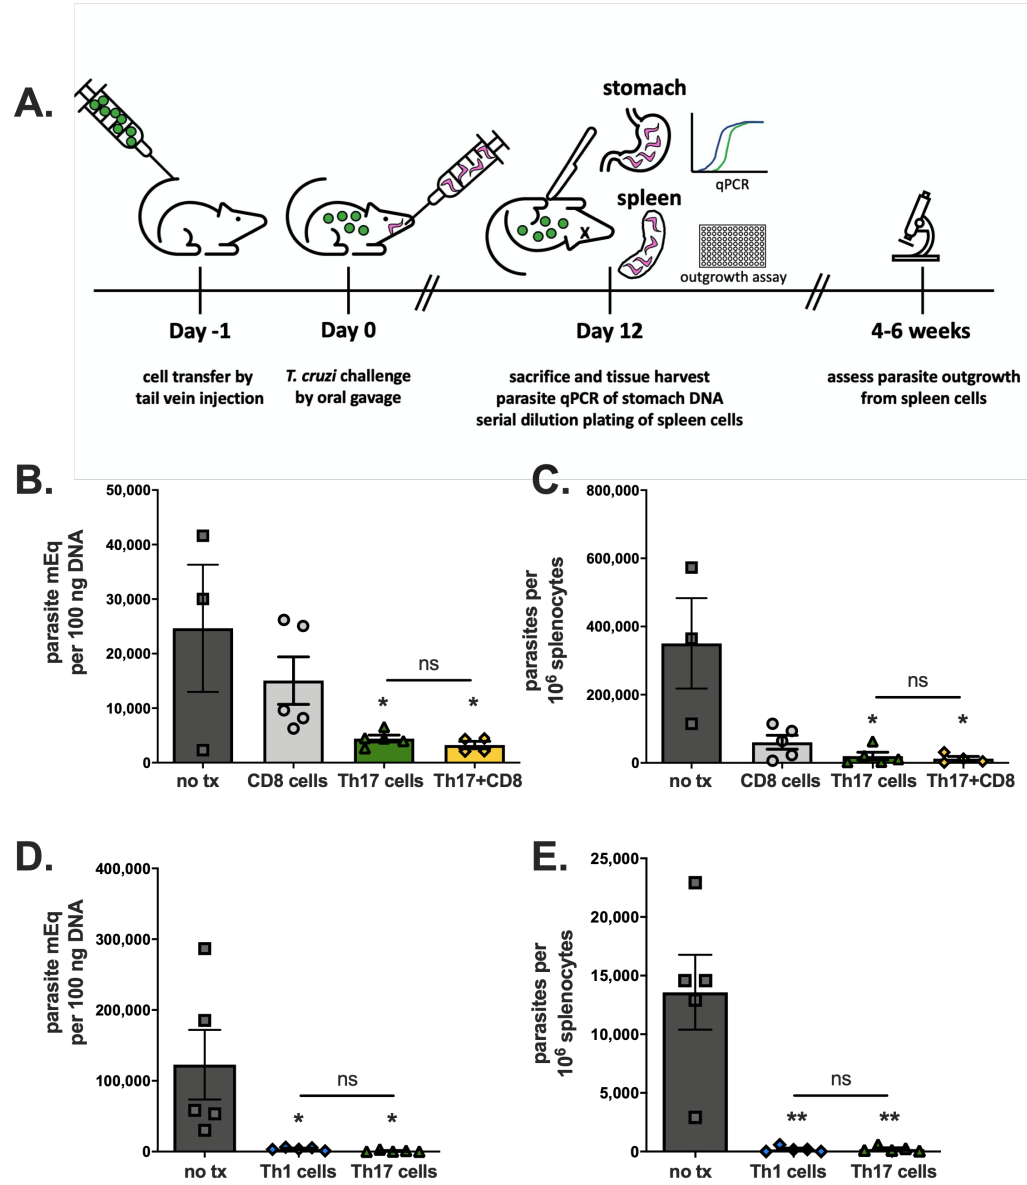 A.
stomach
qPCR
spleen
outgrowth assay
Day -1
Day 0
Day 12
4-6 weeks
cell transfer by
tail vein injection
T. cruzi challenge
by oral gavage
sacrifice and tissue harvest
parasite qPCR of stomach DNA
serial dilution plating of spleen cells
assess parasite outgrowth
from spleen cells
B.
parasite mEq
per 100 ng DNA
50,000
40,000
30,000
20,000
10,000
0
ns
* *
no tx CD8 cells Th17 cells Th17+CD8
C.
parasites per
10⁶ splenocytes
800,000
600,000
400,000
200,000
0
ns
* *
no tx CD8 cells Th17 cells Th17+CD8
D.
parasite mEq
per 100 ng DNA
400,000
300,000
200,000
100,000
0
ns
* *
no tx Th1 cells Th17 cells
E.
parasites per
10⁶ splenocytes
25,000
20,000
15,000
10,000
5,000
0
ns
** **
no tx Th1 cells Th17 cells